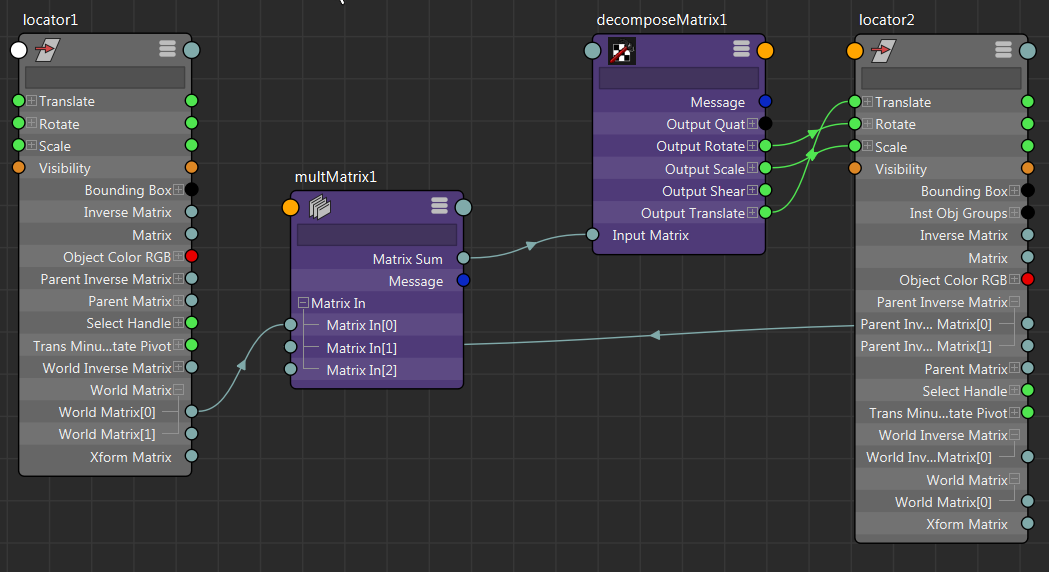 locator1
Translate
Rotate
Scale
Visibility
Bounding Box
Inverse Matrix
Matrix
Object Color RGB
Parent Inverse Matrix
Parent Matrix
Select Handle
Trans Minu...tate Pivot
World Inverse Matrix
World Matrix
World Matrix[0]
World Matrix[1]
Xform Matrix
multMatrix1
Matrix Sum
Message
Matrix In
Matrix In[0]
Matrix In[1]
Matrix In[2]
decomposeMatrix1
Message
Output Quat
Output Rotate
Output Scale
Output Shear
Output Translate
Input Matrix
locator2
Translate
Rotate
Scale
Visibility
Bounding Box
Inst Obj Groups
Inverse Matrix
Matrix
Object Color RGB
Parent Inverse Matrix
Parent Inv... Matrix[0]
Parent Inv... Matrix[1]
Parent Matrix
Select Handle
Trans Minu...tate Pivot
World Inverse Matrix
World Inv...Matrix[0]
World Matrix
World Matrix[0]
Xform Matrix